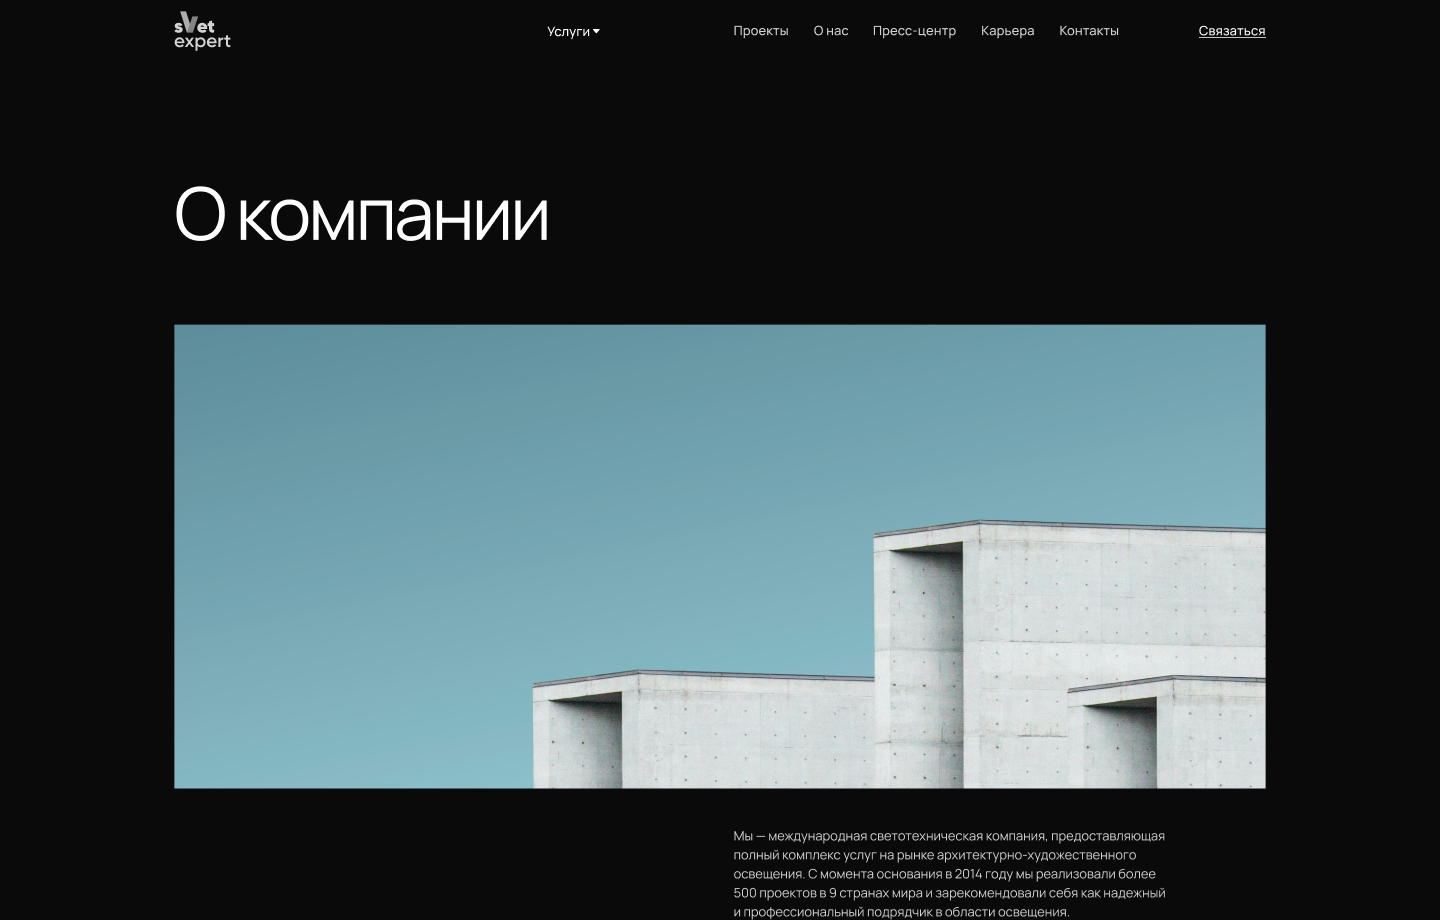 svet
expert
Услуги
Проекты
О нас
Пресс-центр
Карьера
Контакты
Связаться
О компании
Мы — международная светотехническая компания, предоставляющая
полный комплекс услуг на рынке архитектурно-художественного
освещения. С момента основания в 2014 году мы реализовали более
500 проектов в 9 странах мира и зарекомендовали себя как надежный
и профессиональный подрядчик в области освещения.